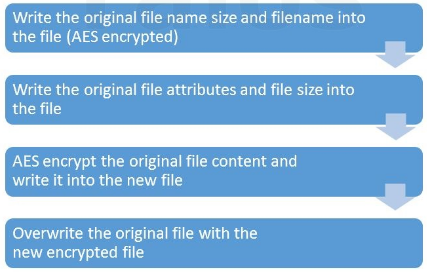 Write the original file name size and filename into
the file (AES encrypted)
Write the original file attributes and file size into
the file
AES encrypt the original file content and
write it into the new file
Overwrite the original file with the
new encrypted file